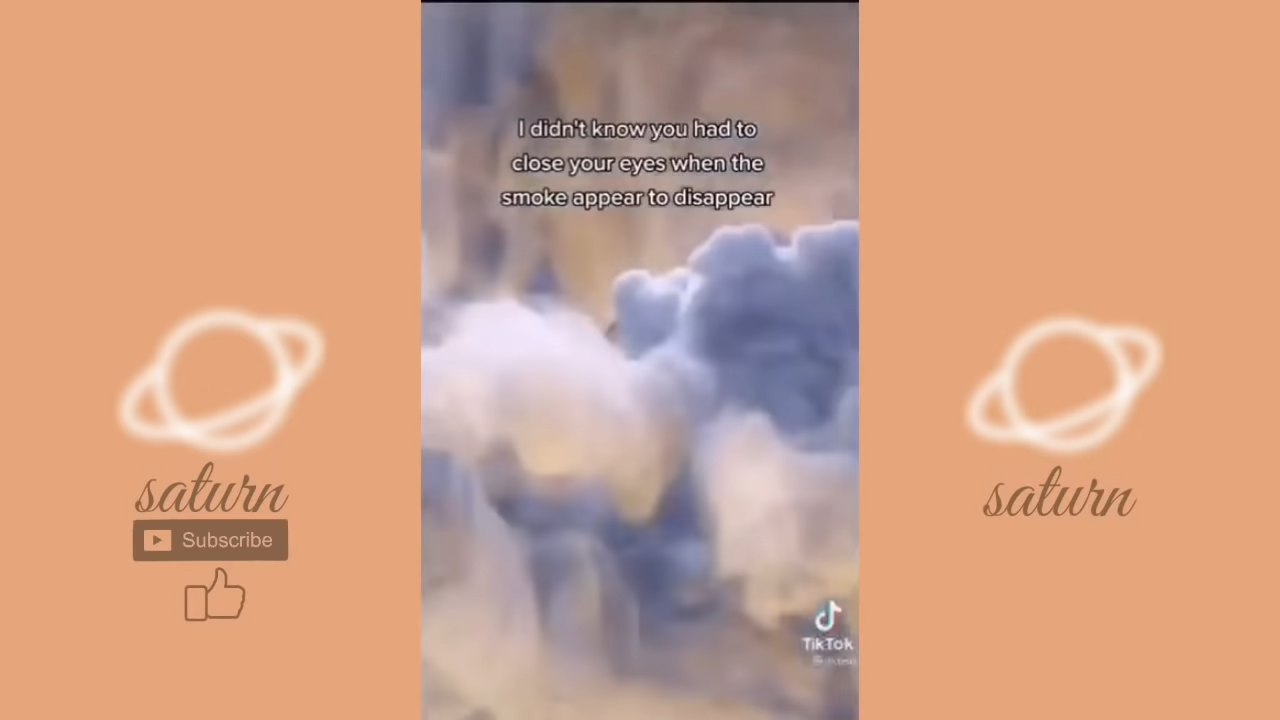 I didn't know you had to
close your eyes when the
smoke appear to disappear
saturn
Subscribe
saturn
TikTok